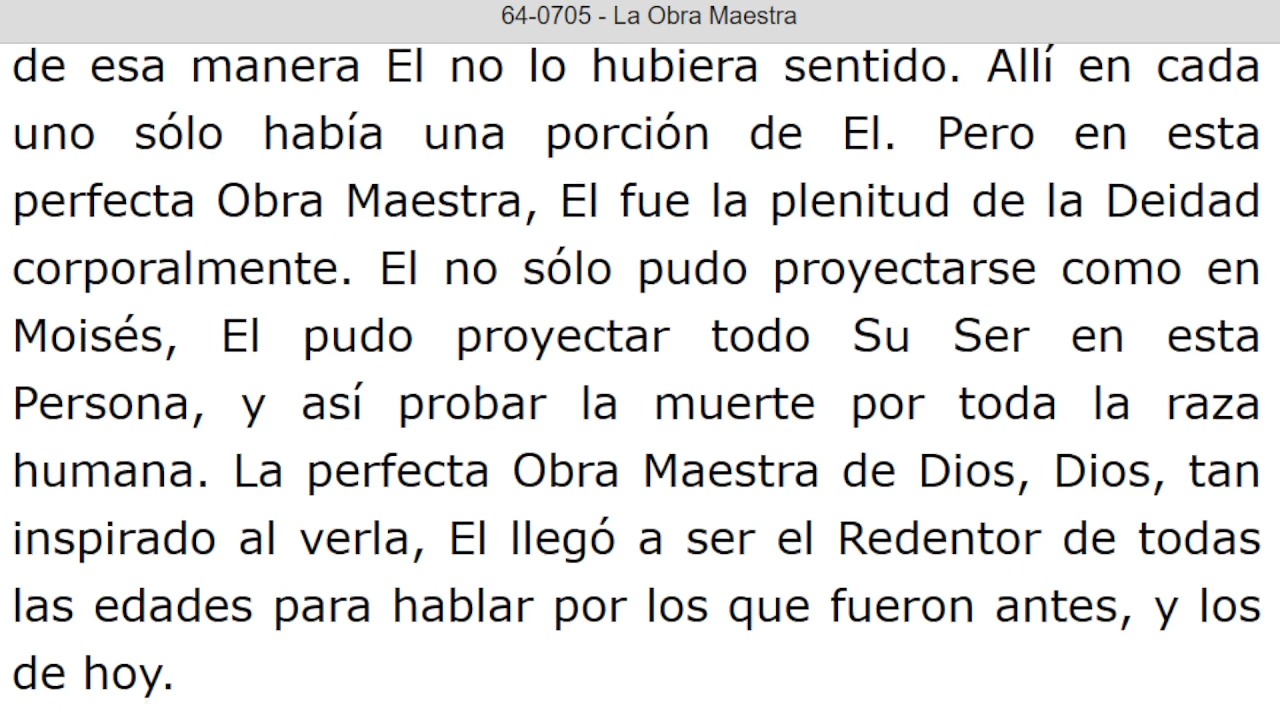 64-0705 - La Obra Maestra
de esa manera El no lo hubiera sentido. Allí en cada
uno sólo había una porción de El. Pero en esta
perfecta Obra Maestra, El fue la plenitud de la Deidad
corporalmente. El no sólo pudo proyectarse como en
Moisés, El pudo proyectar todo Su Ser en esta
Persona, y así probar la muerte por toda la raza
humana. La perfecta Obra Maestra de Dios, Dios, tan
inspirado al verla, El llegó a ser el Redentor de todas
las edades para hablar por los que fueron antes, y los
de hoy.